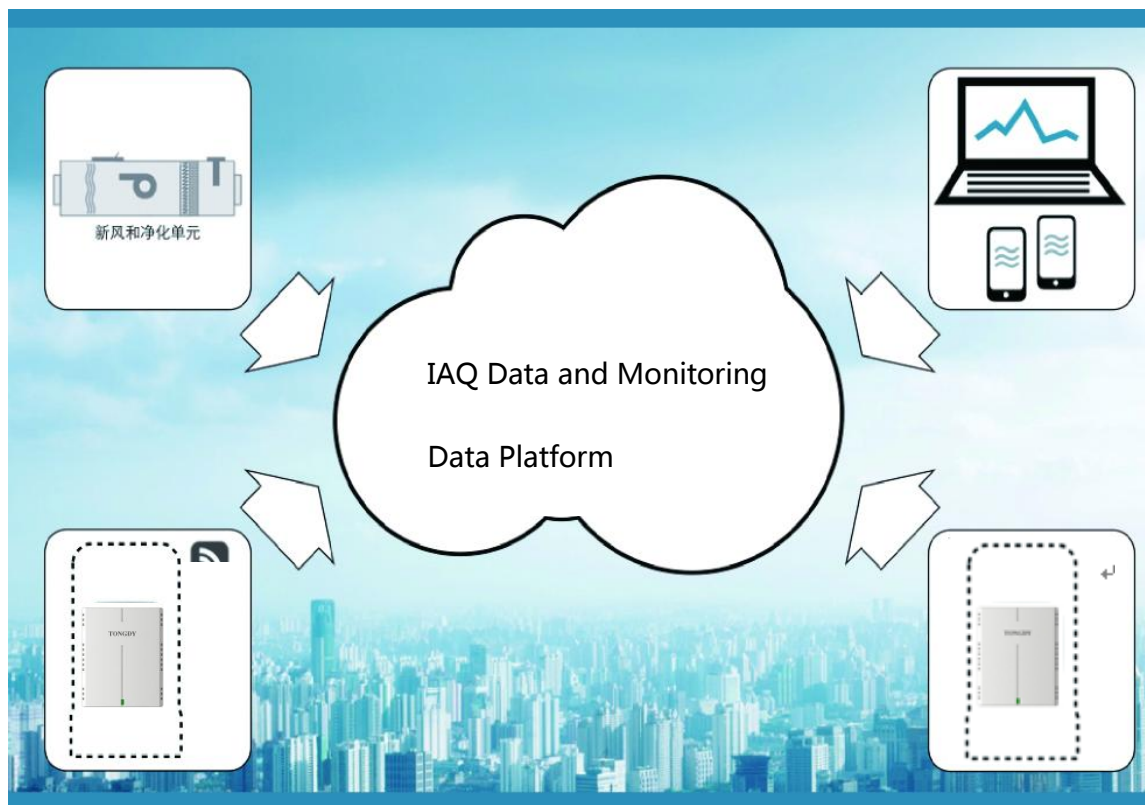 新风和净化单元
IAQ Data and Monitoring
Data Platform
TONGDY
TONGDY